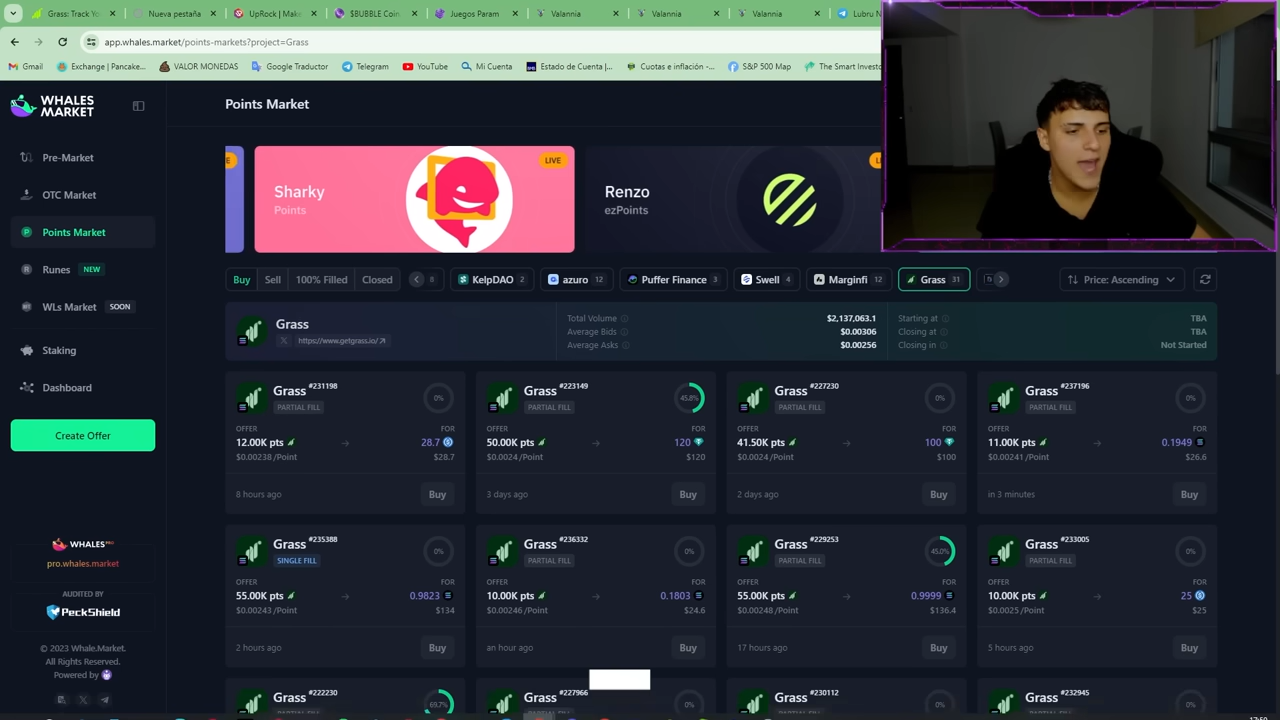 Grass: Track Yo
Nueva pestaña
UpRock | Make
$BUBBLE Coin
Juegos Param
Valannia
Valannia
Valannia
Lubru N
app.whales.market/points-markets?project=Grass
Gmail
Exchange | Pancake...
VALOR MONEDAS
Google Traductor
Telegram
YouTube
Mi Cuenta
Estado de Cuenta |...
Cuotas e inflación -...
S&P 500 Map
The Smart Investo
WHALES MARKET
Points Market
Pre-Market
OTC Market
Points Market
Runes NEW
WLs Market SOON
Staking
Dashboard
Create Offer
WHALES PRO
pro.whales.market
AUDITED BY
PeckShield
© 2023 Whale.Market.
All Rights Reserved.
Powered by
LIVE
Sharky
Points
Renzo
ezPoints
Buy Sell 100% Filled Closed 8 KelpDAO 2 azuro 12 Puffer Finance 3 Swell 4 Marginfi 12 Grass 31 Price: Ascending
Grass
https://www.getgrass.io/
Total Volume $2,137,063.1
Average Bids $0.00306
Average Asks $0.00256
Starting at TBA
Closing at TBA
Closing in Not Started
Grass #231198
PARTIAL FILL
0%
OFFER FOR
12.00K pts 28.7
$0.00238 /Point $28.7
8 hours ago Buy
Grass #223149
PARTIAL FILL
45.8%
OFFER FOR
50.00K pts 120
$0.0024 /Point $120
3 days ago Buy
Grass #227230
PARTIAL FILL
0%
OFFER FOR
41.50K pts 100
$0.0024 /Point $100
2 days ago Buy
Grass #237196
PARTIAL FILL
0%
OFFER FOR
11.00K pts 0.1949
$0.00241 /Point $26.6
in 3 minutes Buy
Grass #235388
SINGLE FILL
0%
OFFER FOR
55.00K pts 0.9823
$0.00243 /Point $134
2 hours ago Buy
Grass #236332
PARTIAL FILL
0%
OFFER FOR
10.00K pts 0.1803
$0.00246 /Point $24.6
an hour ago Buy
Grass #229253
PARTIAL FILL
45.0%
OFFER FOR
55.00K pts 0.9999
$0.00248 /Point $136.4
17 hours ago Buy
Grass #233005
PARTIAL FILL
0%
OFFER FOR
10.00K pts 25
$0.0025 /Point $25
5 hours ago Buy
Grass #222230
69.7%
Grass #227966
0%
Grass #230112
0%
Grass #232945
0%